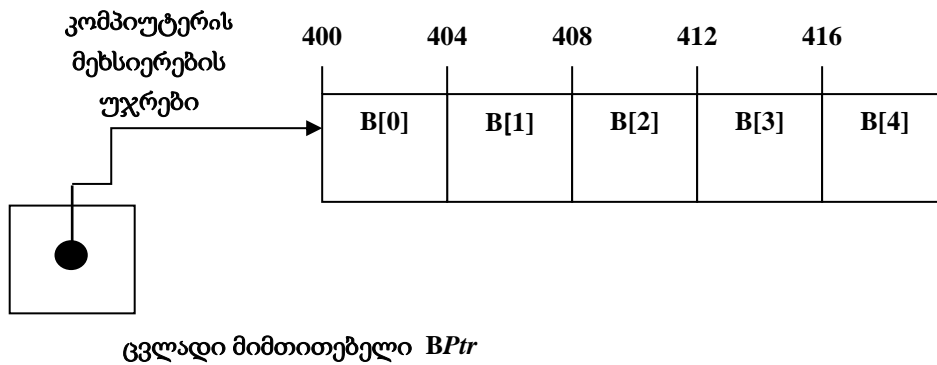 კომპიუტერის
მეხსიერების
უჯრები
400 404 408 412 416
B[0] B[1] B[2] B[3] B[4]
ცვლადი მიმთითებელი BPtr